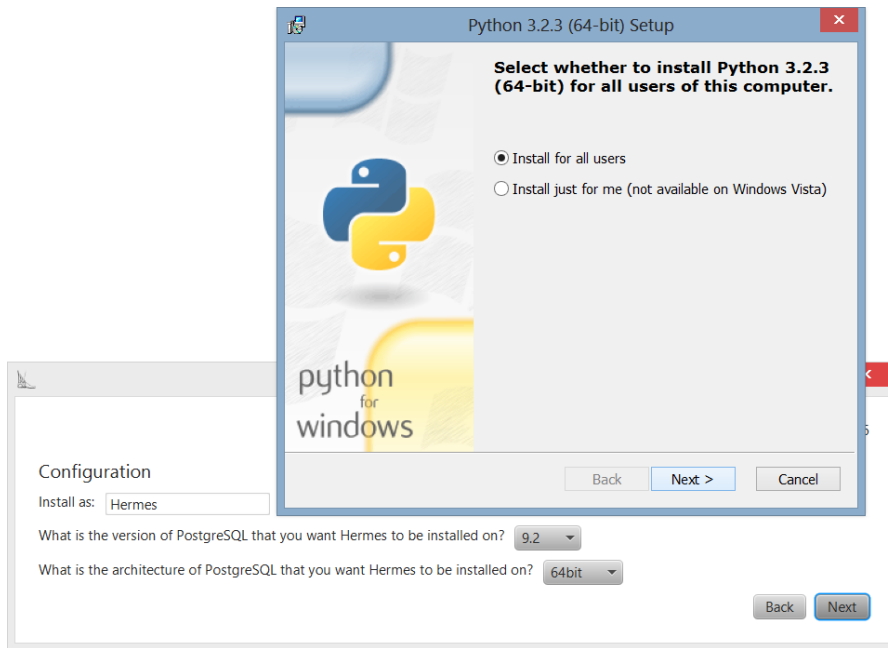 Python 3.2.3 (64-bit) Setup
Select whether to install Python 3.2.3
(64-bit) for all users of this computer.
Install for all users
Install just for me (not available on Windows Vista)
python
for
windows
Back
Next >
Cancel
Configuration
Install as:
Hermes
What is the version of PostgreSQL that you want Hermes to be installed on?
9.2
What is the architecture of PostgreSQL that you want Hermes to be installed on?
64bit
Back
Next